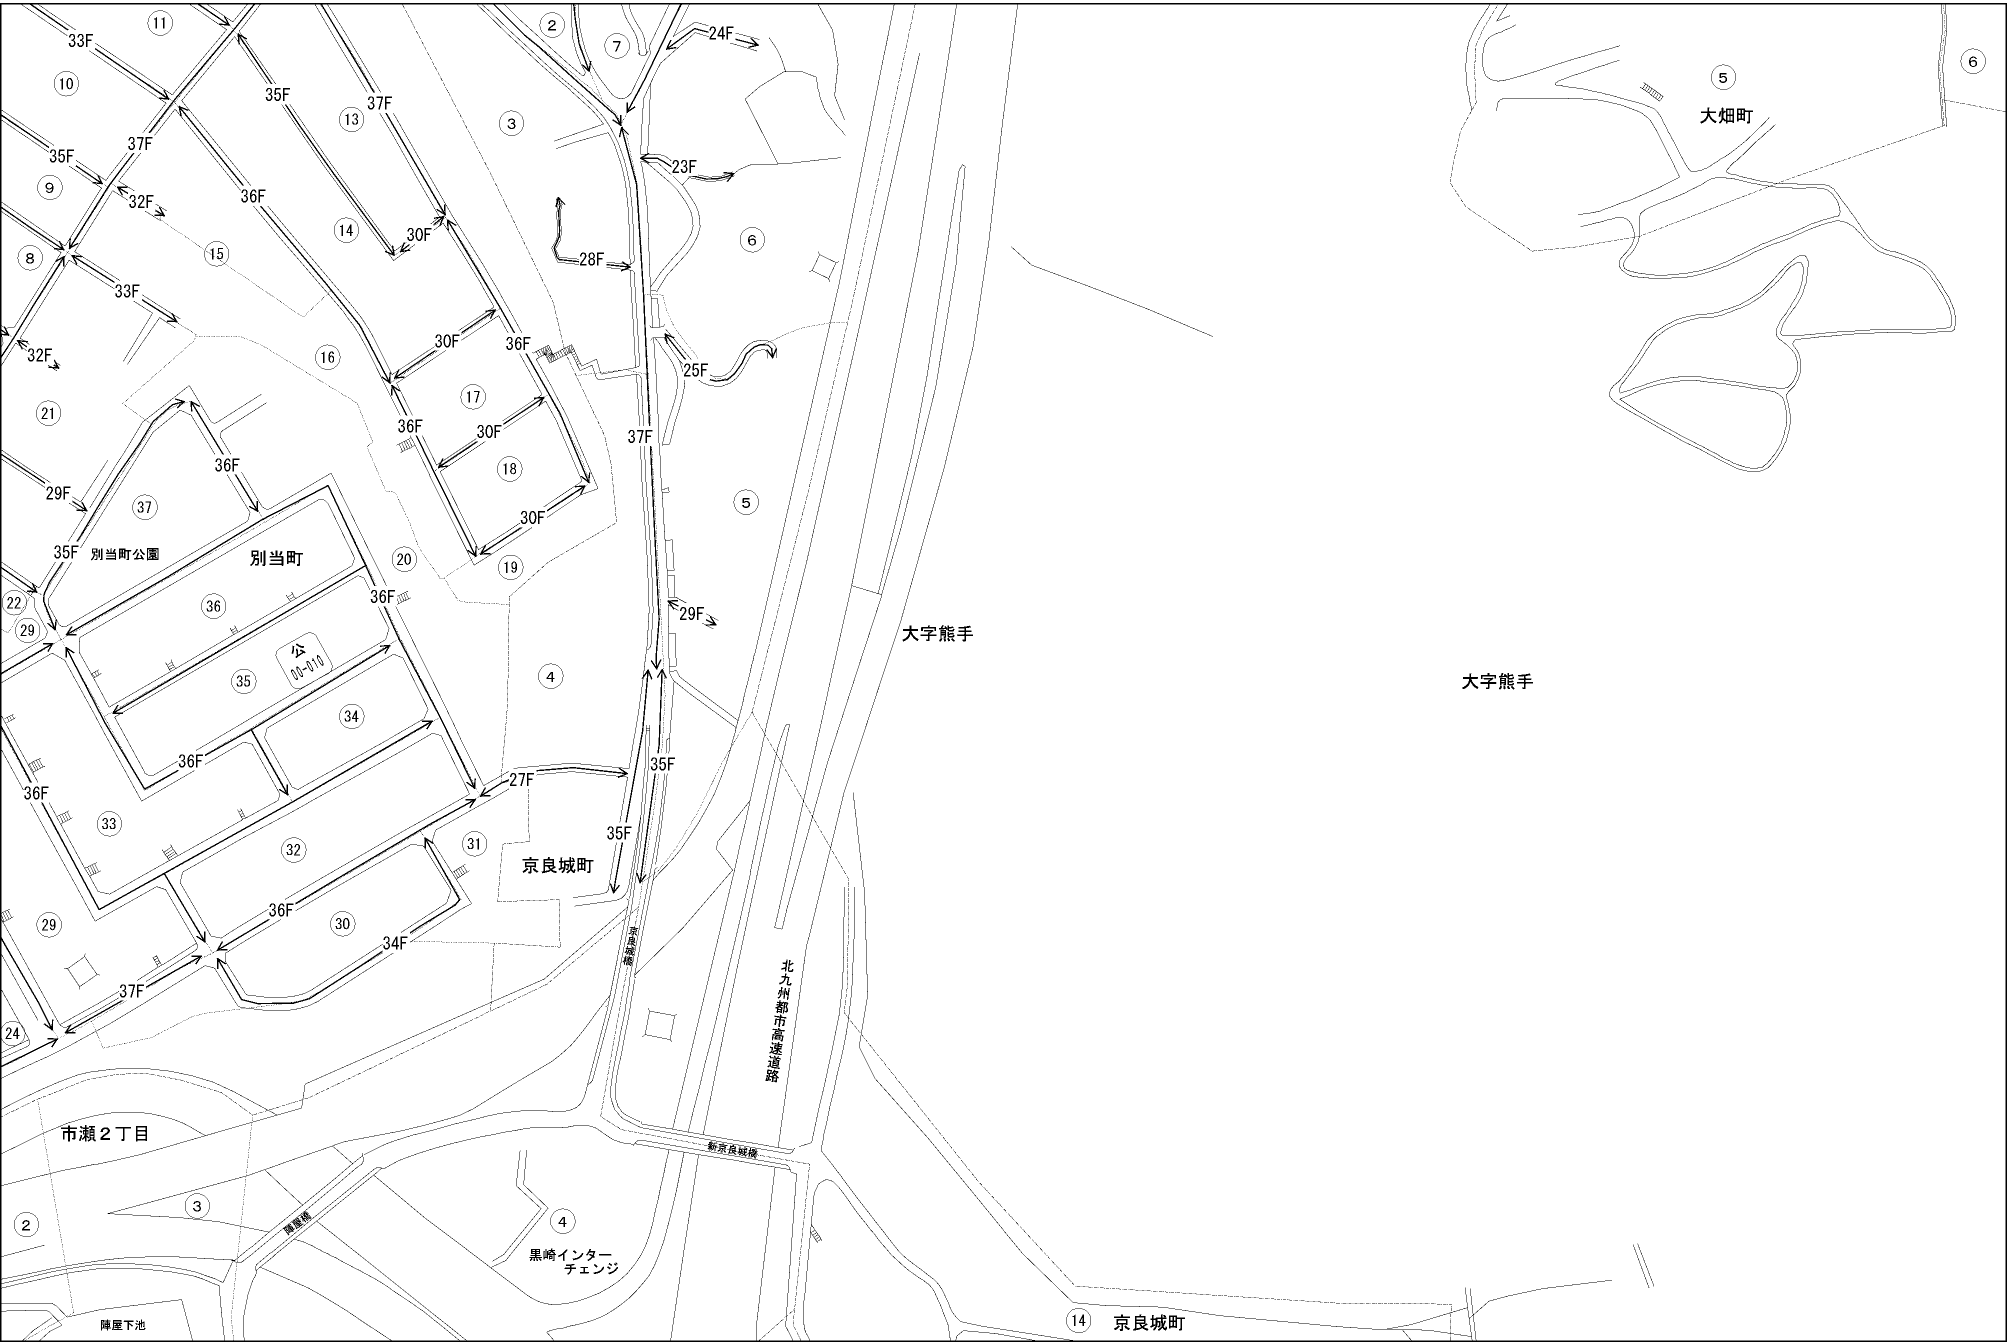 ⑪
②
⑦
24F
33F
⑥
⑤
⑩
35F
37F
⑬
③
大畑町
37F
35F
23F
⑨
32F
36F
⑭
30F
⑥
⑮
⑧
28F
33F
30F
36F
32F
⑯
25F
⑰
㉑
36F
30F
37F
36F
⑱
29F
⑤
㊲
30F
35F
別当町公園
別当町
⑳
⑲
36F
㉒
㊱
29F
㉙
大字熊手
公
00-010
㉟
④
大字熊手
㉞
36F
35F
27F
36F
㉝
35F
㉜
㉛
京良城町
36F
㉙
㉚
34F
京良城橋
北九州都市高速道路
37F
㉔
市瀬2丁目
新京良城橋
③
陣屋橋
②
④
黒崎インター
チェンジ
陣屋下池
⑭
京良城町